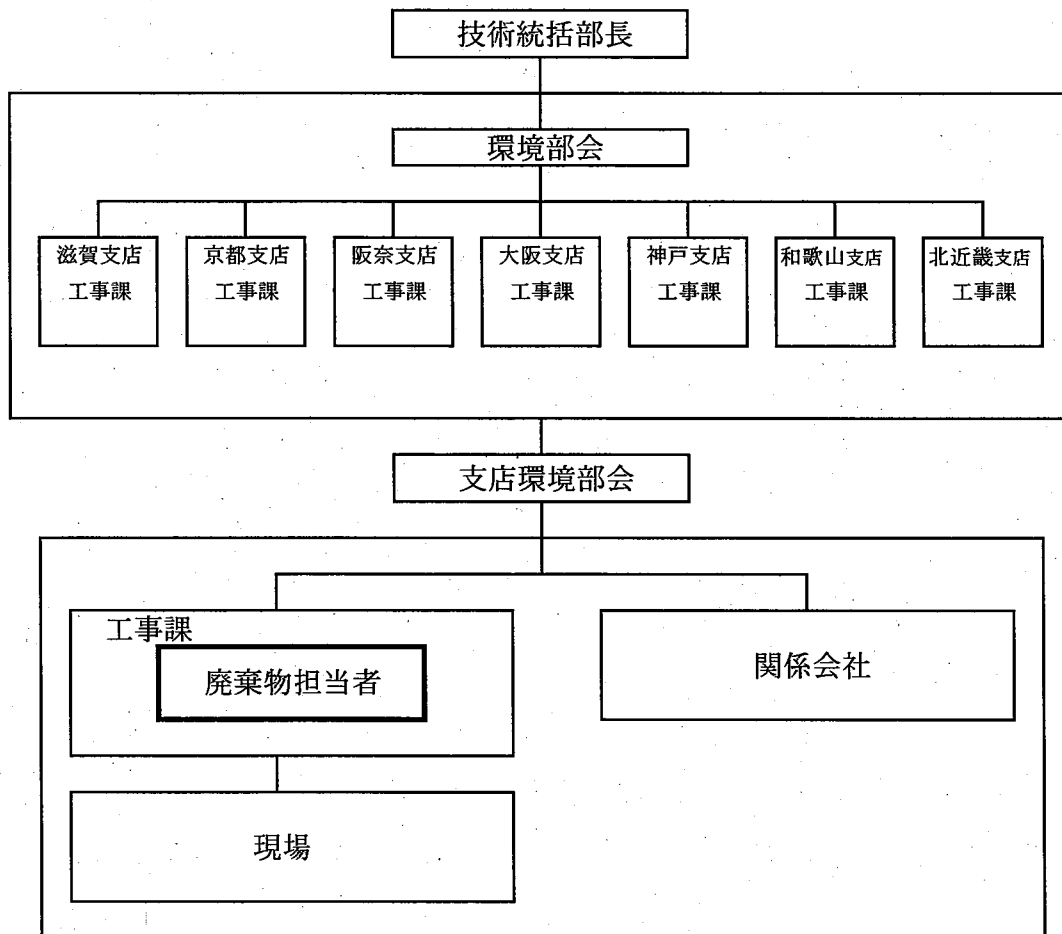 技術統括部長
環境部会
滋賀支店
工事課
京都支店
工事課
阪奈支店
工事課
大阪支店
工事課
神戸支店
工事課
和歌山支店
工事課
北近畿支店
工事課
支店環境部会
工事課
廃棄物担当者
関係会社
現場